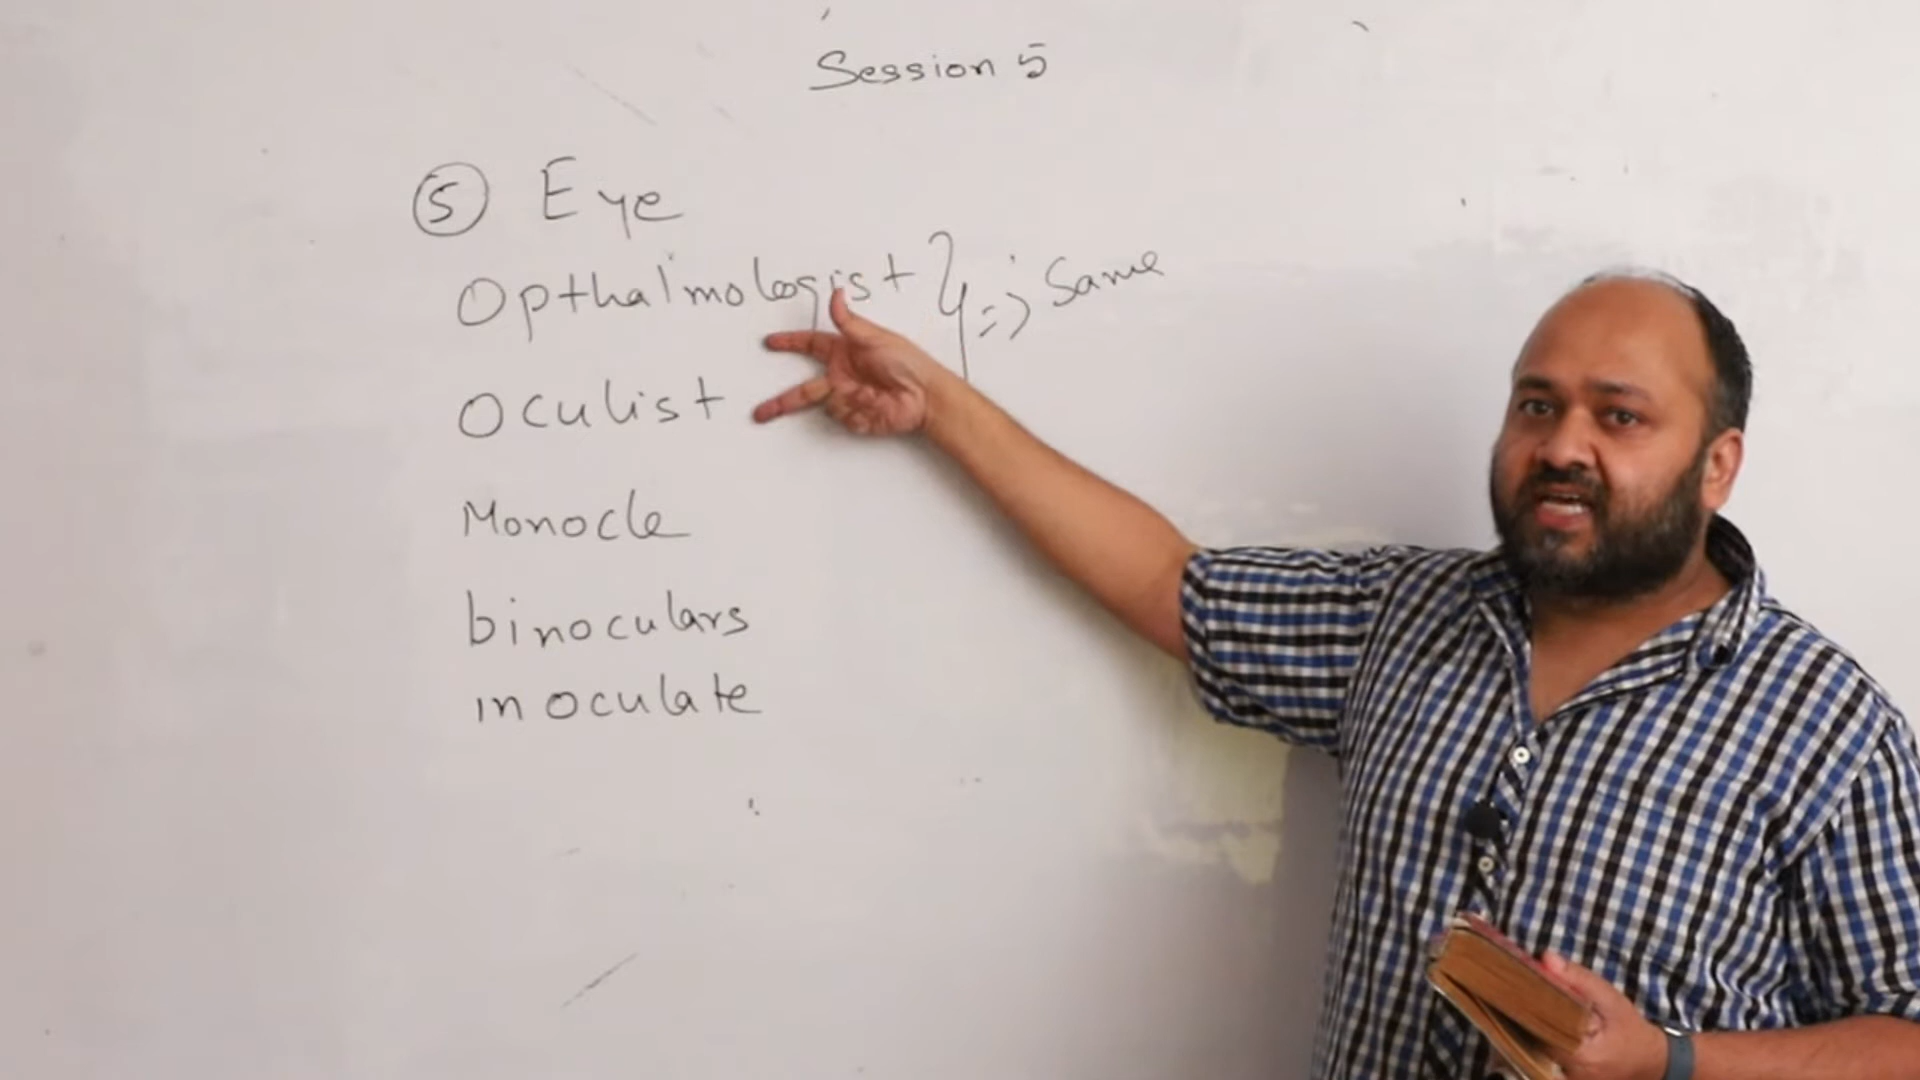 Session 5
5 Eye
Opthalmologist } => Same
Oculist
Monocle
binoculars
inoculate